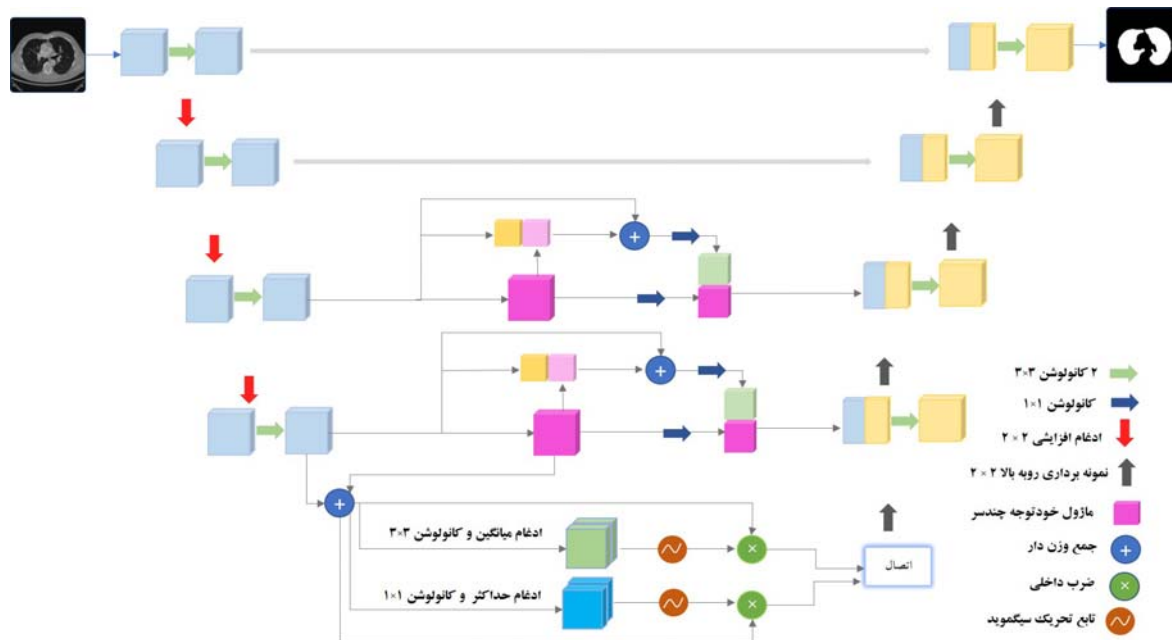 ۲ کانولوشن ۳×۳
کانولوشن ۱×۱
ادغام افزایشی ۲ × ۲
نمونه برداری روبه بالا ۲ × ۲
ماژول خودتوجه چندسر
جمع وزن دار
ضرب داخلی
تابع تحریک سیگموید
ادغام میانگین و کانولوشن ۳×۳
ادغام حداکثر و کانولوشن ۱×۱
اتصال